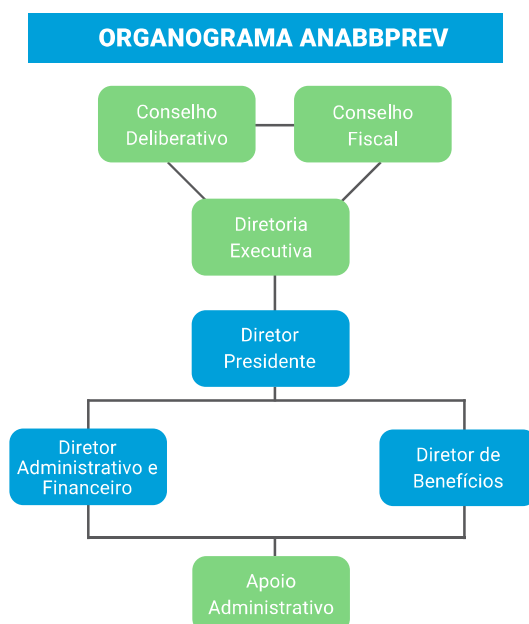 ORGANOGRAMA ANABBPREV
Conselho
Deliberativo
Conselho
Fiscal
Diretoria
Executiva
Diretor
Presidente
Diretor
Administrativo e
Financeiro
Diretor de
Benefícios
Apoio
Administrativo